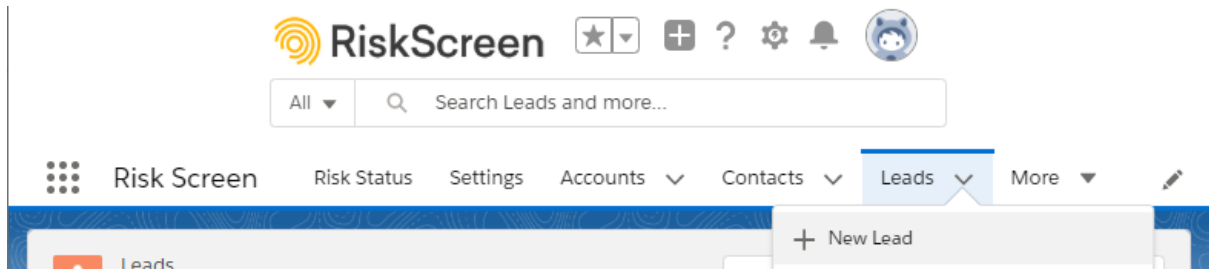 RiskScreen ?
All Search Leads and more...
Risk Screen Risk Status Settings Accounts Contacts Leads More
+ New Lead
Leads